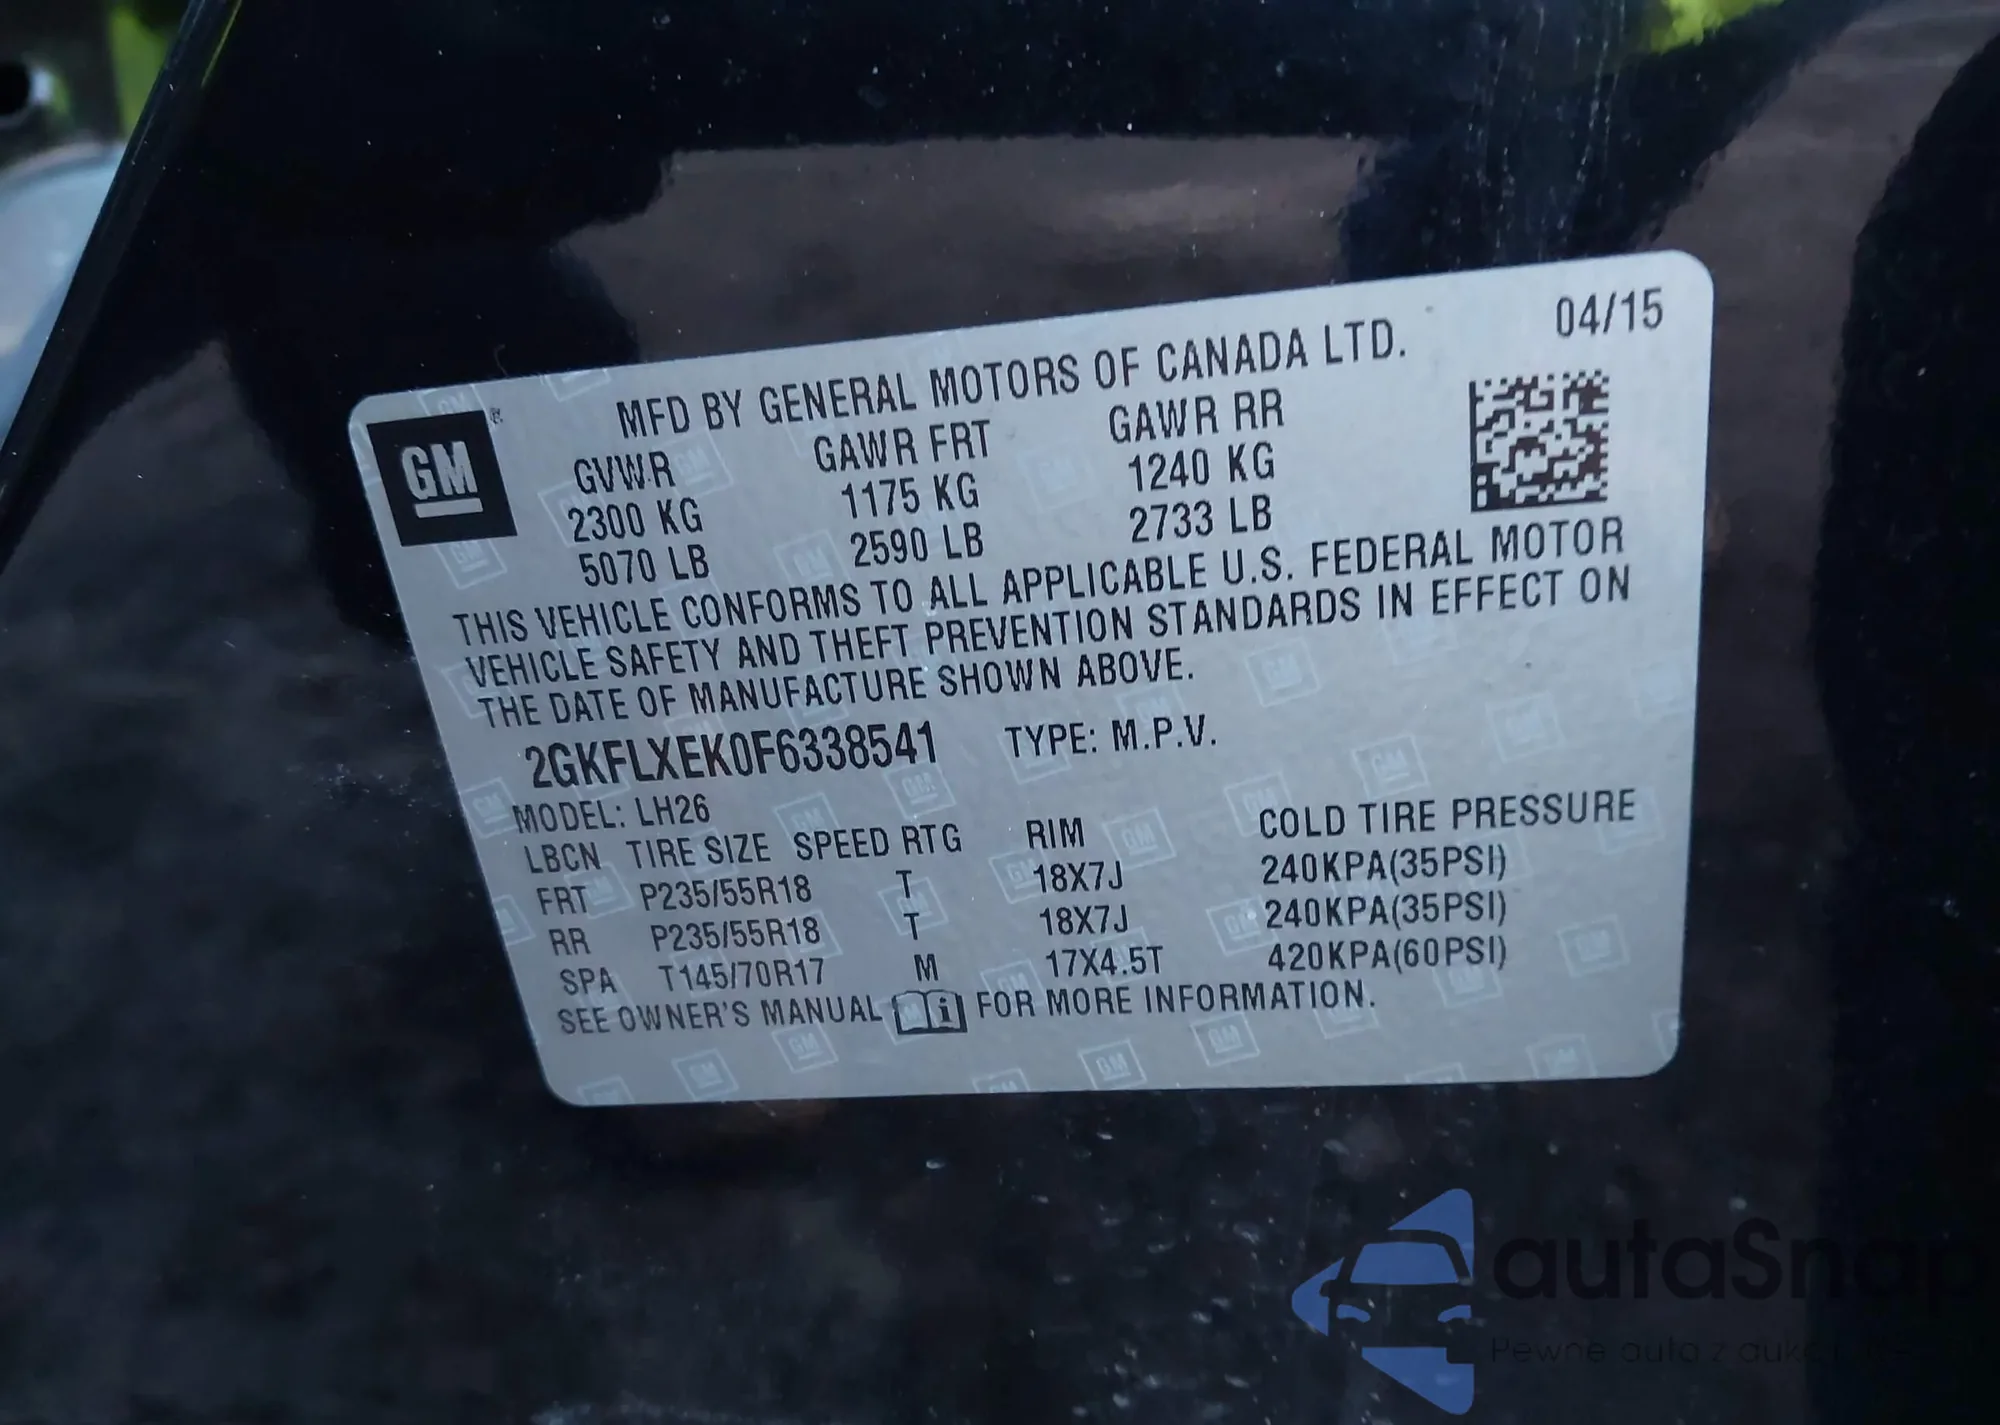 04/15
MFD BY GENERAL MOTORS OF CANADA LTD.
GM
GVWR GAWR FRT GAWR RR
2300 KG 1175 KG 1240 KG
5070 LB 2590 LB 2733 LB
THIS VEHICLE CONFORMS TO ALL APPLICABLE U.S. FEDERAL MOTOR
VEHICLE SAFETY AND THEFT PREVENTION STANDARDS IN EFFECT ON
THE DATE OF MANUFACTURE SHOWN ABOVE.
2GKFLXEK0F6338541 TYPE: M.P.V.
MODEL: LH26
LBCN TIRE SIZE SPEED RTG RIM COLD TIRE PRESSURE
FRT P235/55R18 T 18X7J 240KPA(35PSI)
RR P235/55R18 T 18X7J 240KPA(35PSI)
SPA T145/70R17 M 17X4.5T 420KPA(60PSI)
SEE OWNER'S MANUAL FOR MORE INFORMATION.
autaSnap
Pewne auto z